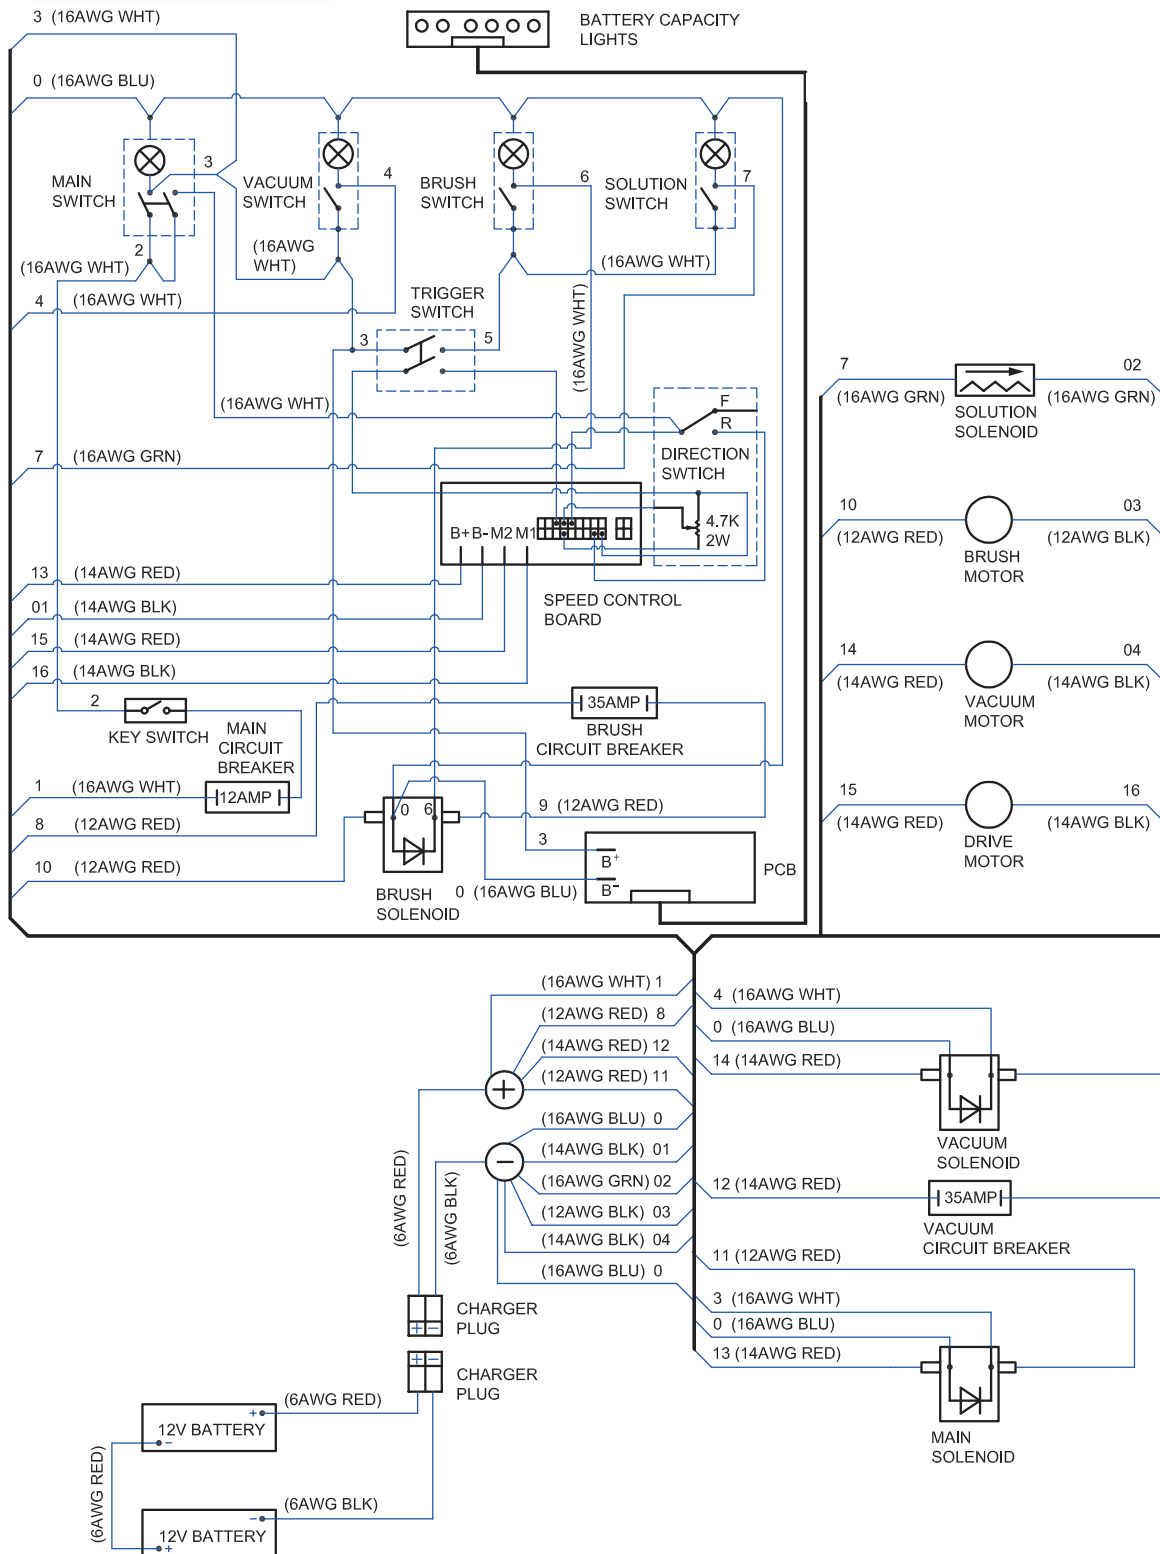 3 (16AWG WHT)
BATTERY CAPACITY
LIGHTS
0 (16AWG BLU)
MAIN
SWITCH
3
VACUUM
SWITCH
4
BRUSH
SWITCH
6
SOLUTION
SWITCH
7
2
(16AWG WHT)
(16AWG
WHT)
(16AWG WHT)
4 (16AWG WHT)
TRIGGER
SWITCH
(16AWG WHT)
3
5
(16AWG WHT)
F
R
DIRECTION
SWTICH
7 (16AWG GRN)
4.7K
2W
B+ B- M2 M1
SPEED CONTROL
BOARD
13 (14AWG RED)
01 (14AWG BLK)
15 (14AWG RED)
16 (14AWG BLK)
2
KEY SWITCH
MAIN
CIRCUIT
BREAKER
12AMP
35AMP
BRUSH
CIRCUIT BREAKER
1 (16AWG WHT)
8 (12AWG RED)
10 (12AWG RED)
0 6
9 (12AWG RED)
3
BRUSH
SOLENOID
0 (16AWG BLU)
B+
B-
PCB
7
(16AWG GRN)
SOLUTION
SOLENOID
02
(16AWG GRN)
10
(12AWG RED)
BRUSH
MOTOR
03
(12AWG BLK)
14
(14AWG RED)
VACUUM
MOTOR
04
(14AWG BLK)
15
(14AWG RED)
DRIVE
MOTOR
16
(14AWG BLK)
(16AWG WHT) 1
(12AWG RED) 8
(14AWG RED) 12
(12AWG RED) 11
+
(16AWG BLU) 0
(14AWG BLK) 01
(16AWG GRN) 02
(12AWG BLK) 03
(14AWG BLK) 04
(16AWG BLU) 0
−
(6AWG RED)
(6AWG BLK)
4 (16AWG WHT)
0 (16AWG BLU)
14 (14AWG RED)
VACUUM
SOLENOID
12 (14AWG RED)
35AMP
VACUUM
CIRCUIT BREAKER
11 (12AWG RED)
3 (16AWG WHT)
0 (16AWG BLU)
13 (14AWG RED)
MAIN
SOLENOID
+ −
CHARGER
PLUG
+ −
CHARGER
PLUG
(6AWG RED)
+
12V BATTERY
−
(6AWG RED)
(6AWG BLK)
−
12V BATTERY
+